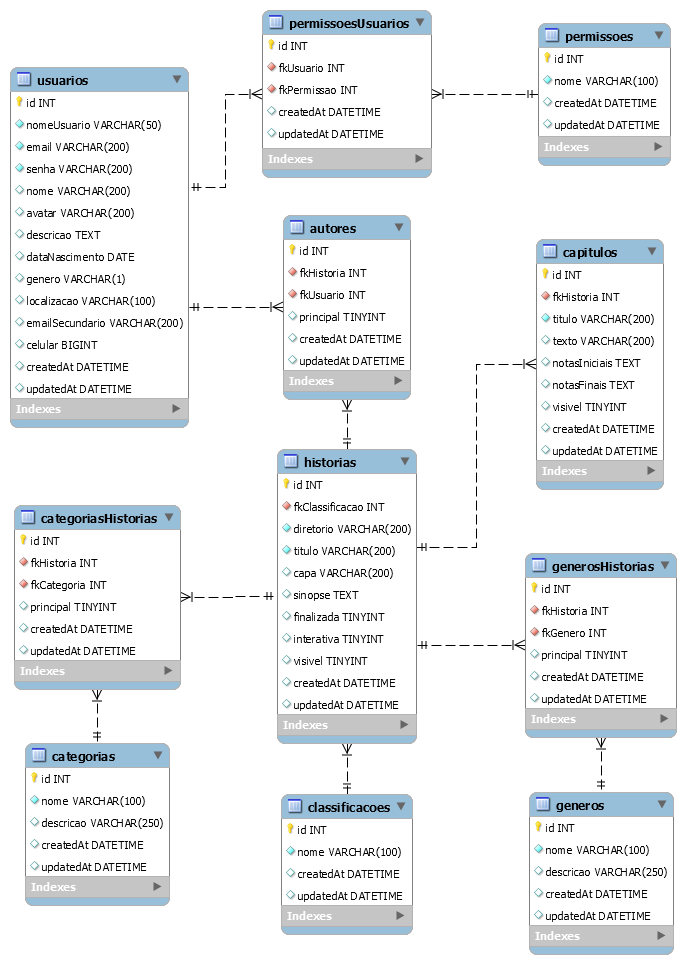 permissoesUsuarios
id INT
fkUsuario INT
fkPermissao INT
createdAt DATETIME
updatedAt DATETIME
Indexes
permissoes
id INT
nome VARCHAR(100)
createdAt DATETIME
updatedAt DATETIME
Indexes
usuarios
id INT
nomeUsuario VARCHAR(50)
email VARCHAR(200)
senha VARCHAR(200)
nome VARCHAR(200)
avatar VARCHAR(200)
descricao TEXT
dataNascimento DATE
genero VARCHAR(1)
localizacao VARCHAR(100)
emailSecundario VARCHAR(200)
celular BIGINT
createdAt DATETIME
updatedAt DATETIME
Indexes
autores
id INT
fkHistoria INT
fkUsuario INT
principal TINYINT
createdAt DATETIME
updatedAt DATETIME
Indexes
capitulos
id INT
fkHistoria INT
titulo VARCHAR(200)
texto VARCHAR(200)
notasIniciais TEXT
notasFinais TEXT
visivel TINYINT
createdAt DATETIME
updatedAt DATETIME
Indexes
historias
id INT
fkClassificacao INT
diretorio VARCHAR(200)
titulo VARCHAR(200)
capa VARCHAR(200)
sinopse TEXT
finalizada TINYINT
interativa TINYINT
visivel TINYINT
createdAt DATETIME
updatedAt DATETIME
Indexes
categoriasHistorias
id INT
fkHistoria INT
fkCategoria INT
principal TINYINT
createdAt DATETIME
updatedAt DATETIME
Indexes
generosHistorias
id INT
fkHistoria INT
fkGenero INT
principal TINYINT
createdAt DATETIME
updatedAt DATETIME
Indexes
categorias
id INT
nome VARCHAR(100)
descricao VARCHAR(250)
createdAt DATETIME
updatedAt DATETIME
Indexes
classificacoes
id INT
nome VARCHAR(100)
createdAt DATETIME
updatedAt DATETIME
Indexes
generos
id INT
nome VARCHAR(100)
descricao VARCHAR(250)
createdAt DATETIME
updatedAt DATETIME
Indexes